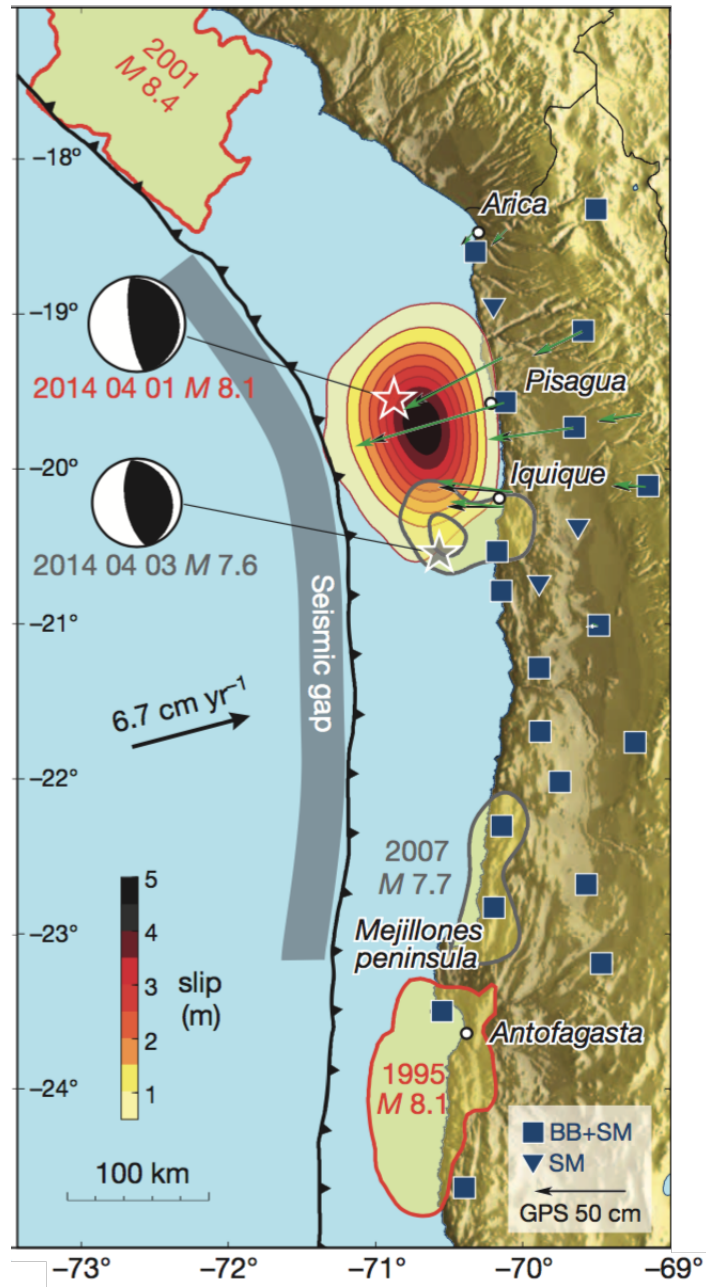 2001
M 8.4
–18°
Arica
–19°
2014 04 01 M 8.1
Pisagua
–20°
Iquique
2014 04 03 M 7.6
–21°
Seismic gap
6.7 cm yr⁻¹
–22°
2007
M 7.7
5
4
3
2
1
slip
(m)
–23°
Mejillones
peninsula
Antofagasta
1995
M 8.1
–24°
100 km
BB+SM
SM
GPS 50 cm
–73° –72° –71° –70° –69°